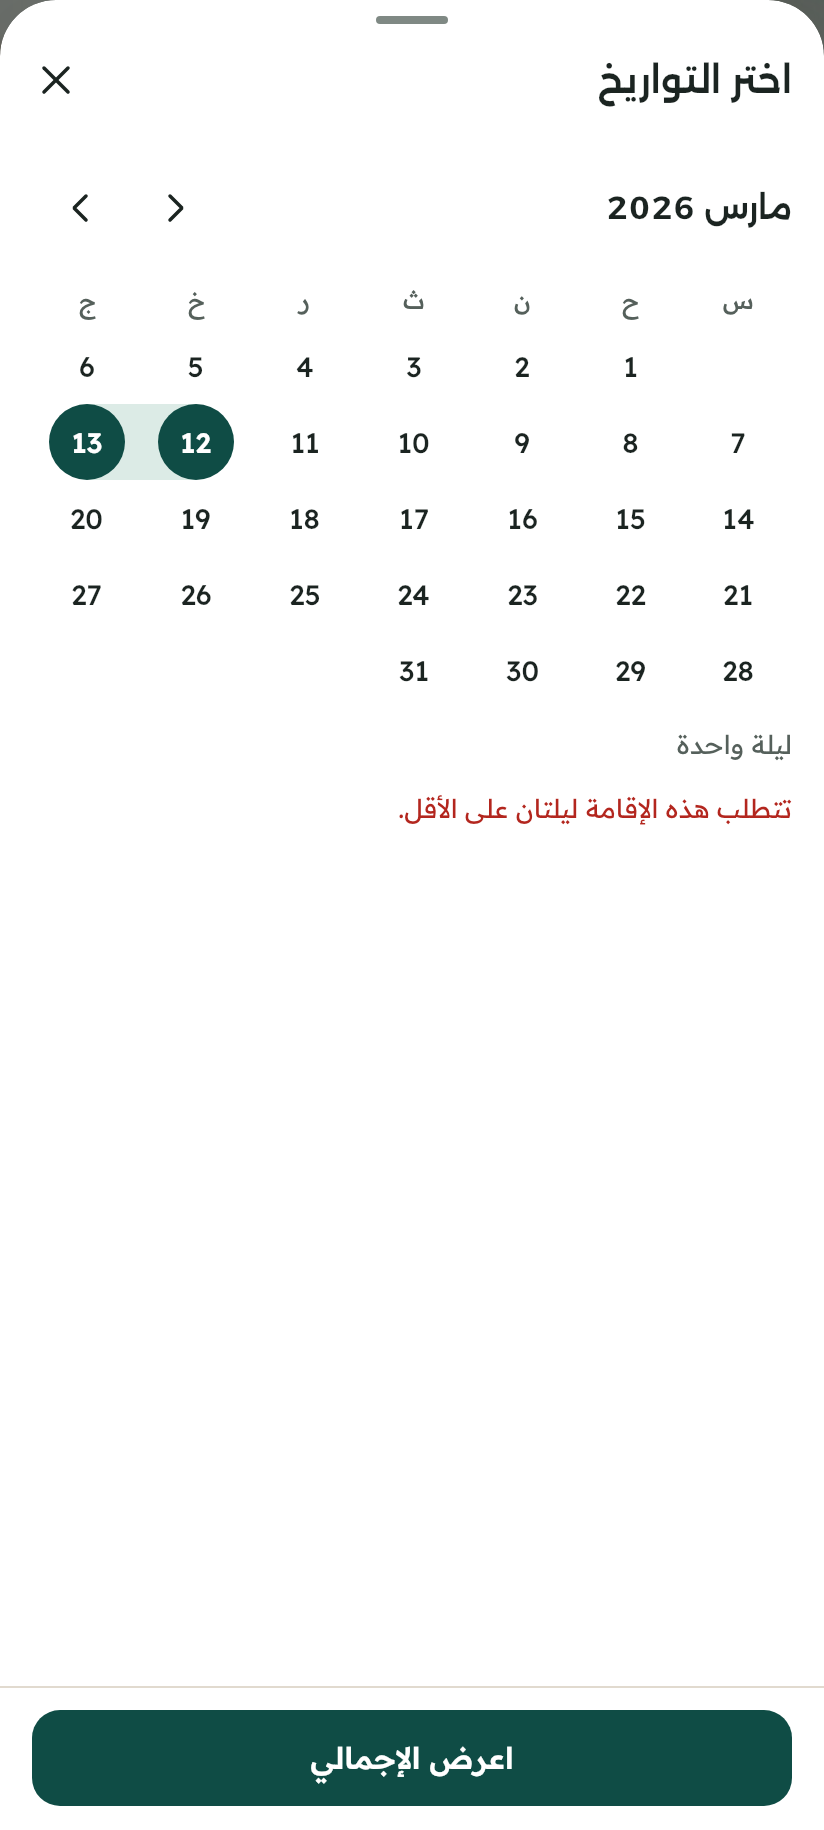 اختر التواريخ
مارس 2026
س ح ن ث ر خ ج
1 2 3 4 5 6
7 8 9 10 11 12 13
14 15 16 17 18 19 20
21 22 23 24 25 26 27
28 29 30 31
ليلة واحدة
تتطلب هذه الإقامة ليلتان على الأقل.
اعرض الإجمالي